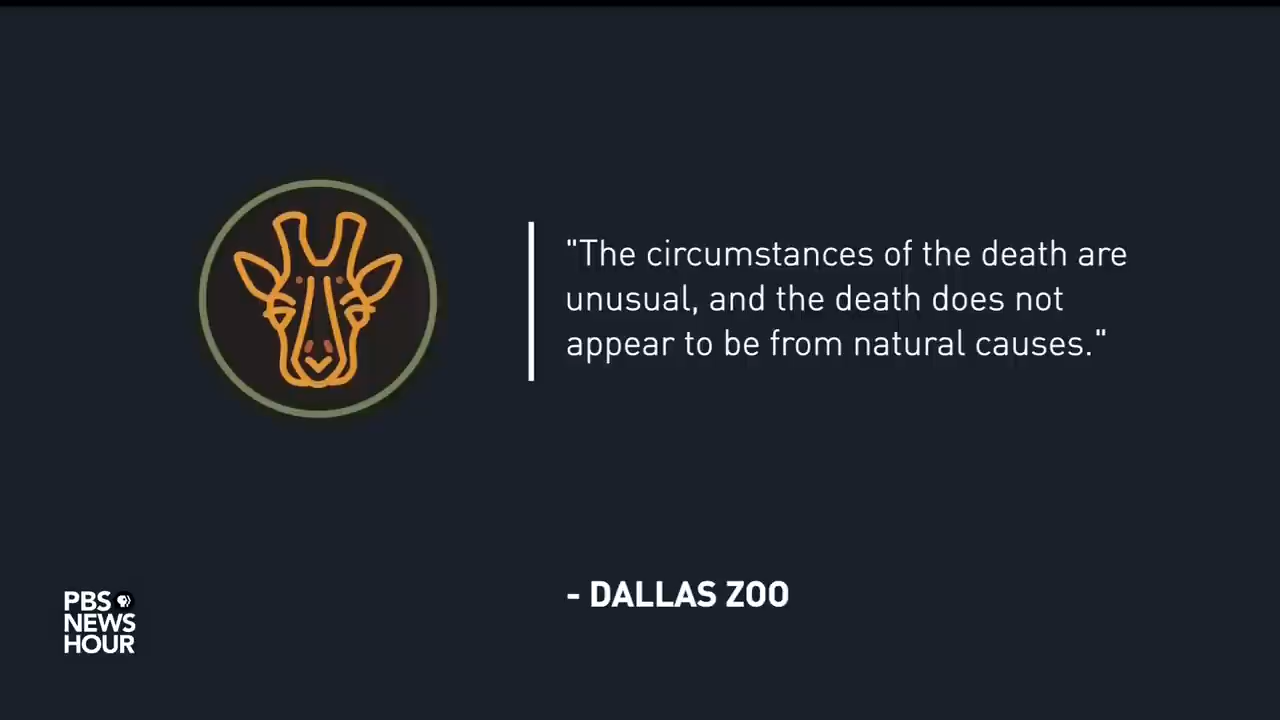 "The circumstances of the death are
unusual, and the death does not
appear to be from natural causes."
- DALLAS ZOO
PBS
NEWS
HOUR